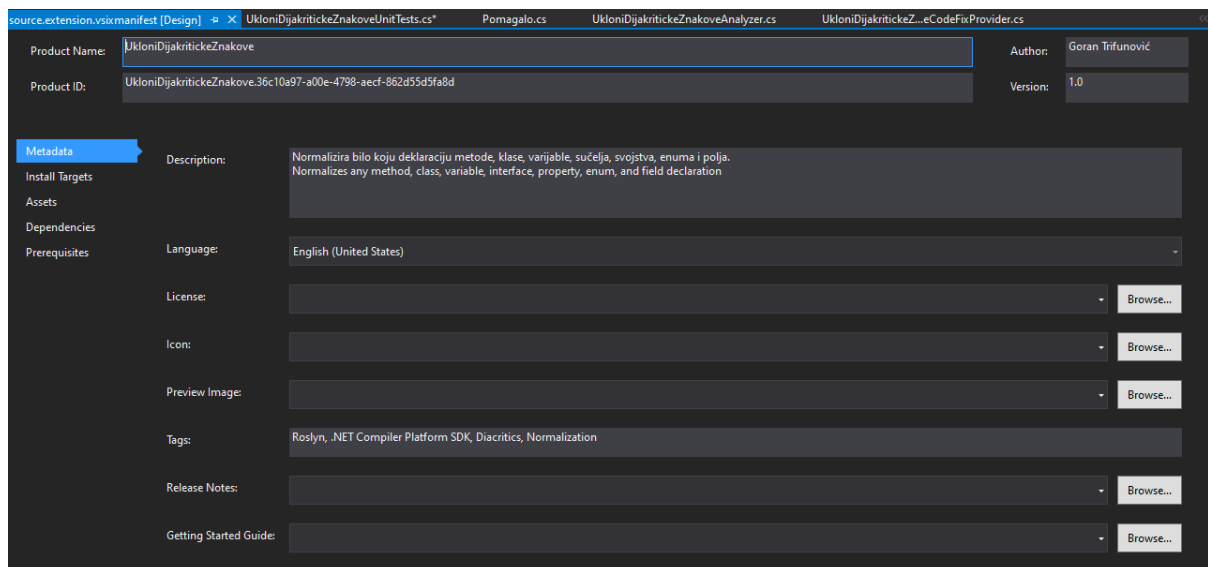 source.extension.vsixmanifest [Design] UkloniDijakritickeZnakoveUnitTests.cs* Pomagalo.cs UkloniDijakritickeZnakoveAnalyzer.cs UkloniDijakritickeZ...eCodeFixProvider.cs
Product Name: UkloniDijakritickeZnakove Author: Goran Trifunović
Product ID: UkloniDijakritickeZnakove.36c10a97-a00e-4798-aecf-862d55d5fa8d Version: 1.0
Metadata
Install Targets
Assets
Dependencies
Prerequisites
Description: Normalizira bilo koju deklaraciju metode, klase, varijable, sučelja, svojstva, enuma i polja.
Normalizes any method, class, variable, interface, property, enum, and field declaration
Language: English (United States)
License: Browse...
Icon: Browse...
Preview Image: Browse...
Tags: Roslyn, .NET Compiler Platform SDK, Diacritics, Normalization
Release Notes: Browse...
Getting Started Guide: Browse...